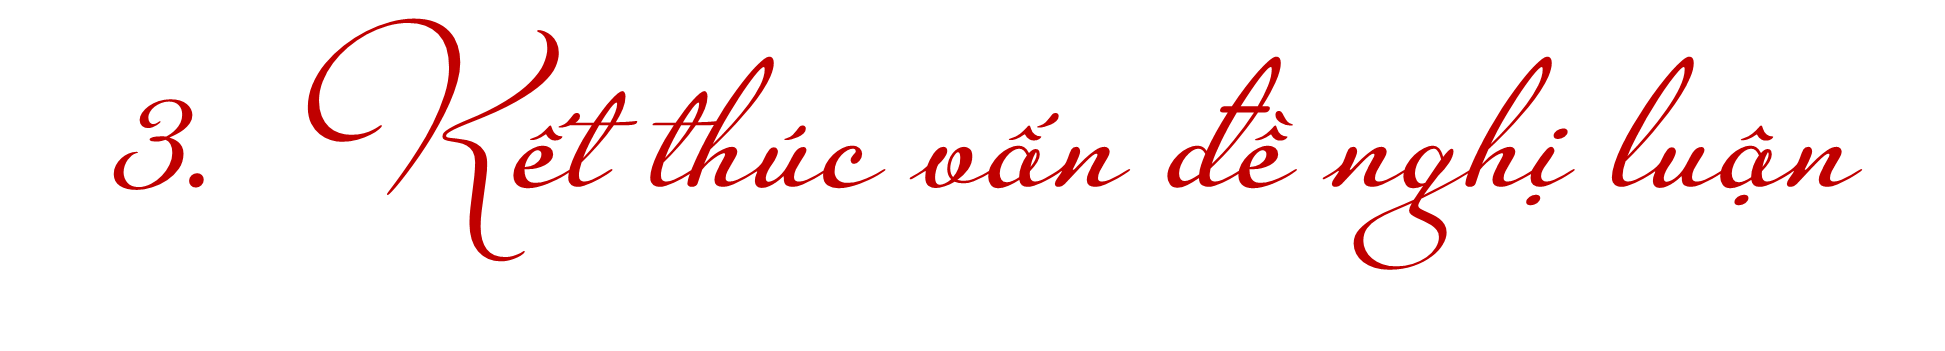 3. Kết thúc vấn đề nghị luận